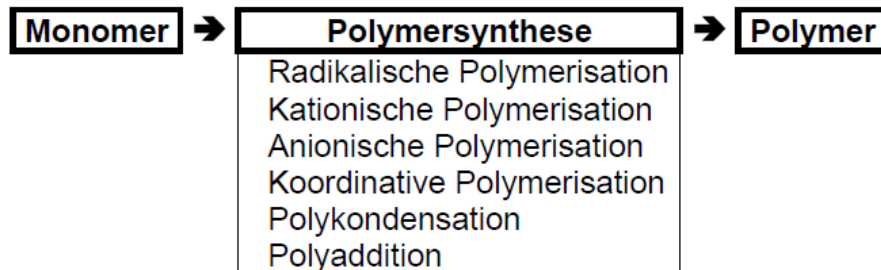 Monomer ➔ Polymersynthese ➔ Polymer
Radikalische Polymerisation
Kationische Polymerisation
Anionische Polymerisation
Koordinative Polymerisation
Polykondensation
Polyaddition